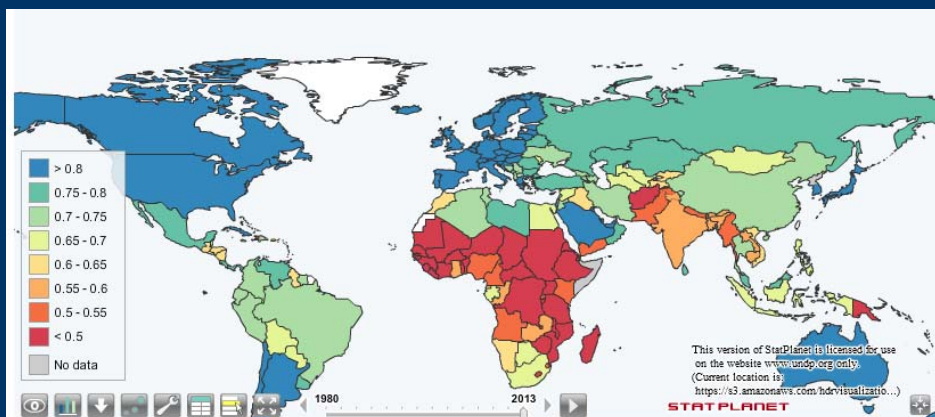 > 0.8
0.75 - 0.8
0.7 - 0.75
0.65 - 0.7
0.6 - 0.65
0.55 - 0.6
0.5 - 0.55
< 0.5
No data
This version of StatPlanet is licensed for use
on the website www.undp.org only.
(Current location is:
https://s3.amazonaws.com/hdrvisualizatio...)
1980
2013
STATPLANET